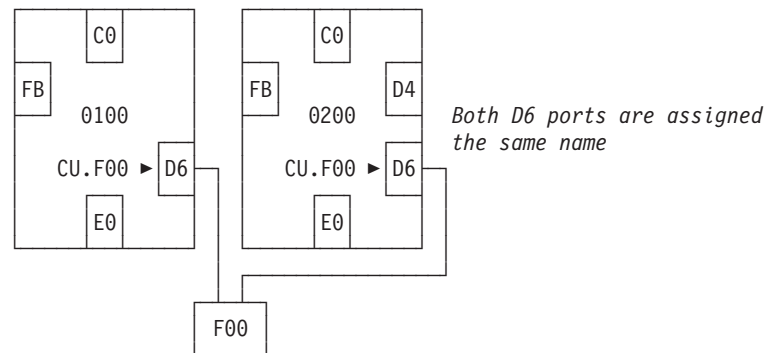 C0 C0
FB FB D4
0100 0200 Both D6 ports are assigned
the same name
CU.F00 ► D6 CU.F00 ► D6
E0 E0
F00